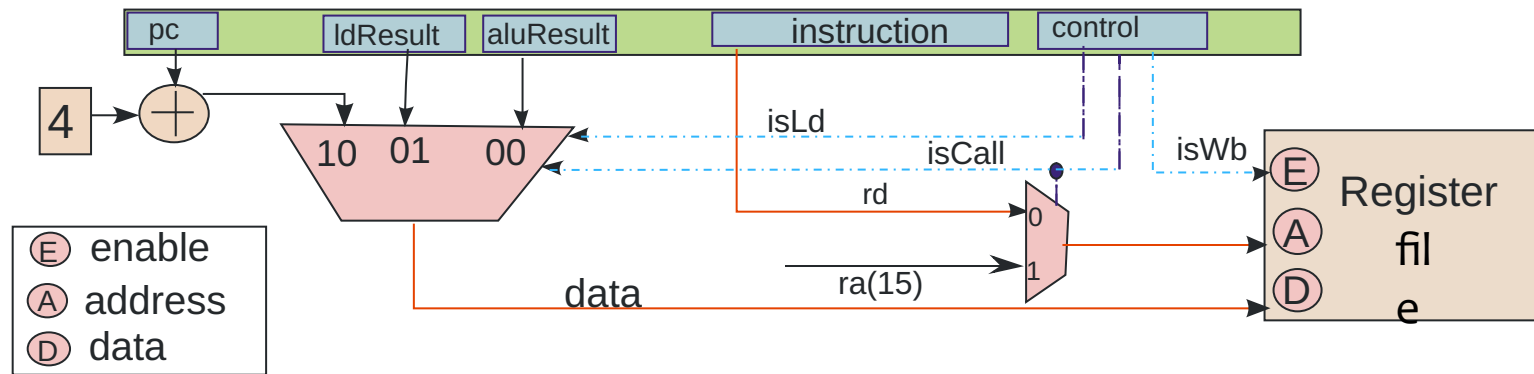 pc
ldResult
aluResult
instruction
control
4
10
01
00
isLd
isCall
isWb
rd
0
1
ra(15)
data
E
A
D
Register
fil
e
E enable
A address
D data